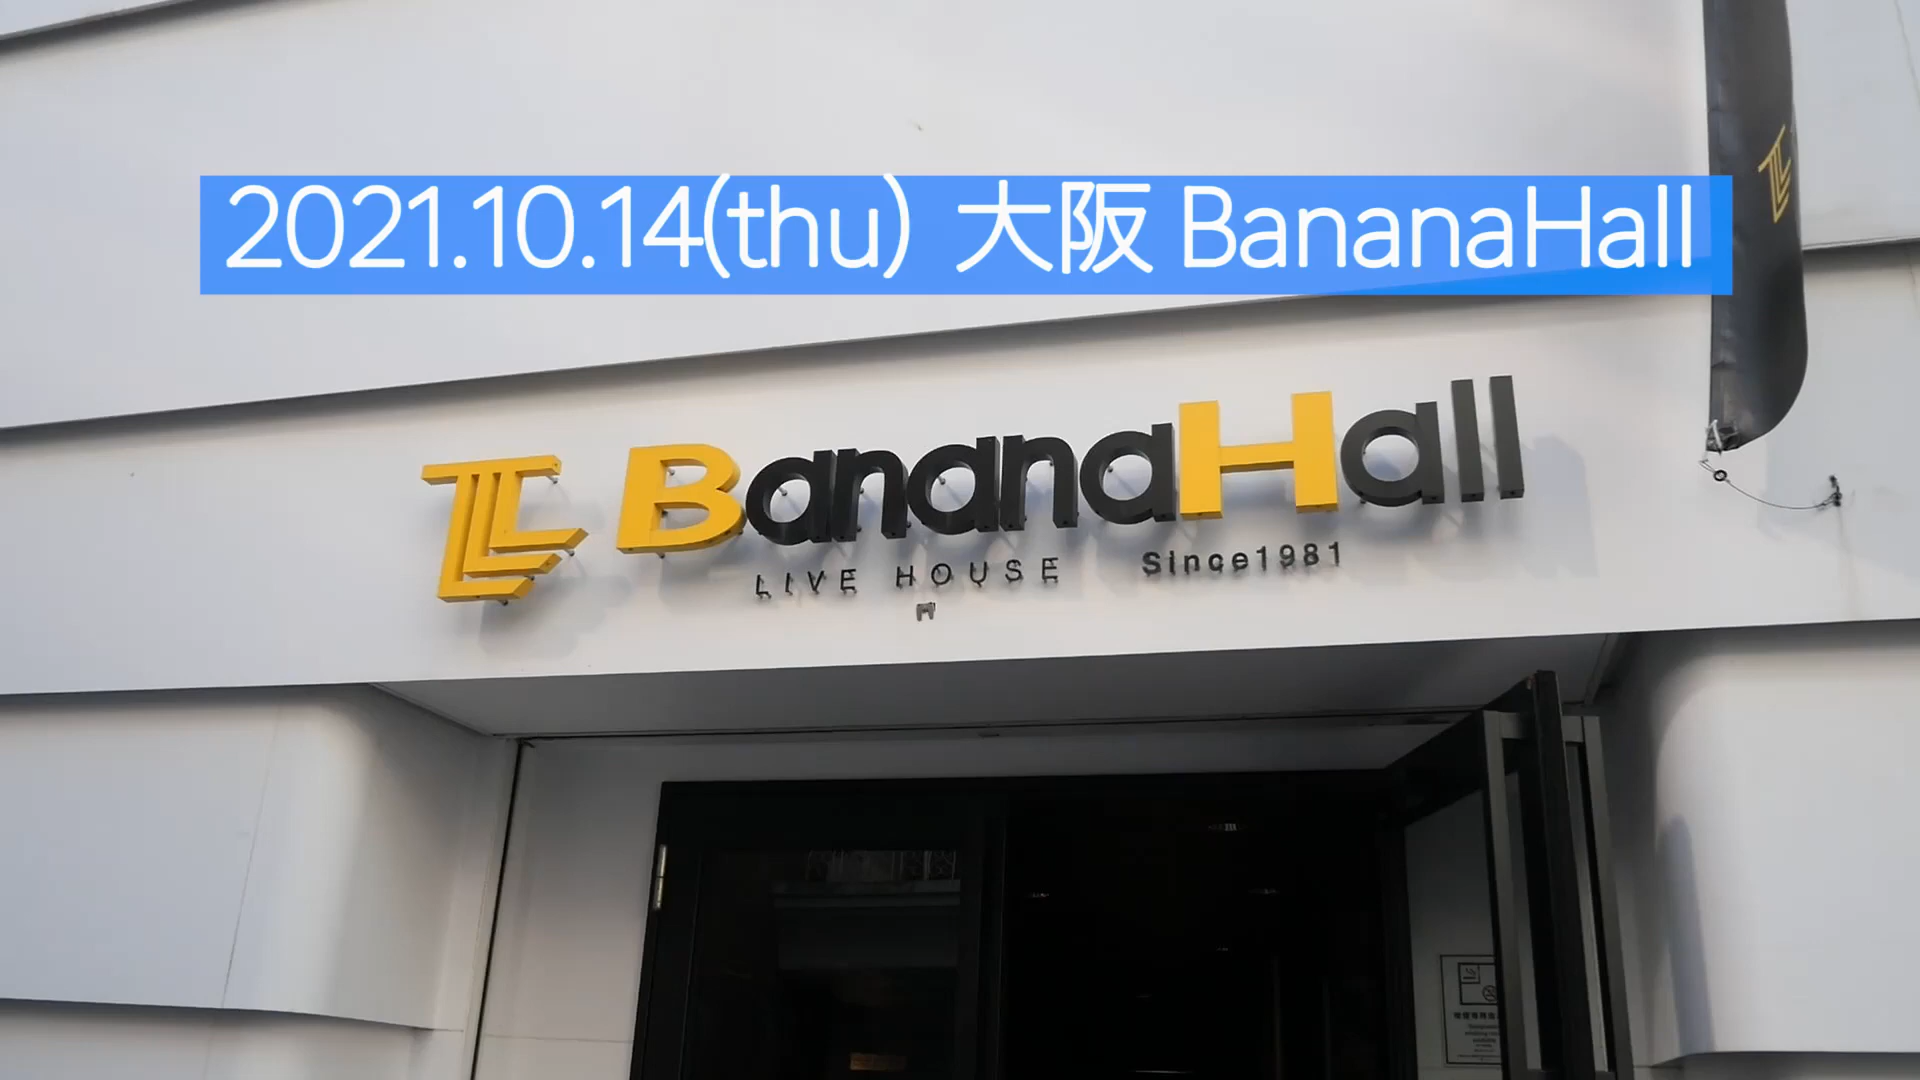 2021.10.14(thu) 大阪 BananaHall
BananaHall
LIVE HOUSE Since1981